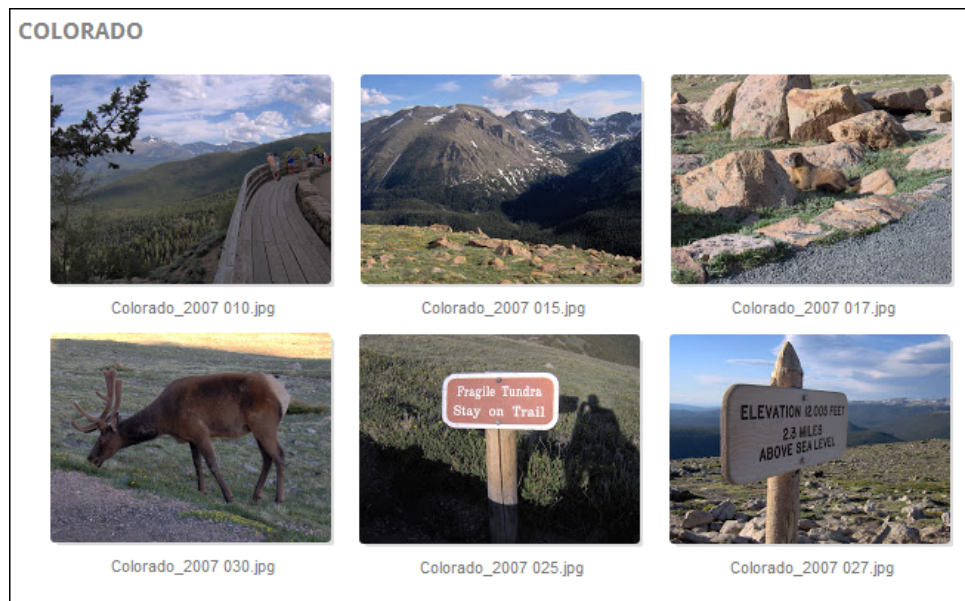 COLORADO
Colorado_2007 010.jpg
Colorado_2007 015.jpg
Colorado_2007 017.jpg
Fragile Tundra
Stay on Trail
ELEVATION 12,005 FEET
2.3 MILES
ABOVE SEA LEVEL
Colorado_2007 030.jpg
Colorado_2007 025.jpg
Colorado_2007 027.jpg